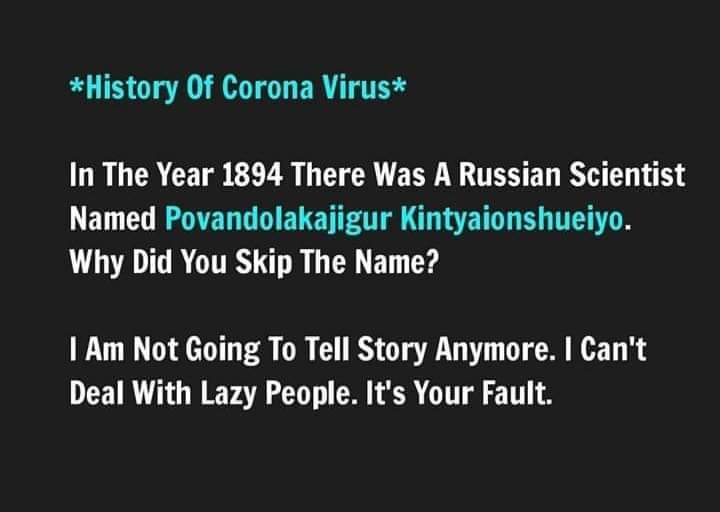 *History Of Corona Virus*
In The Year 1894 There Was A Russian Scientist
Named Povandolakajigur Kintyaionshueiyo.
Why Did You Skip The Name?
I Am Not Going To Tell Story Anymore. I Can't
Deal With Lazy People. It's Your Fault.